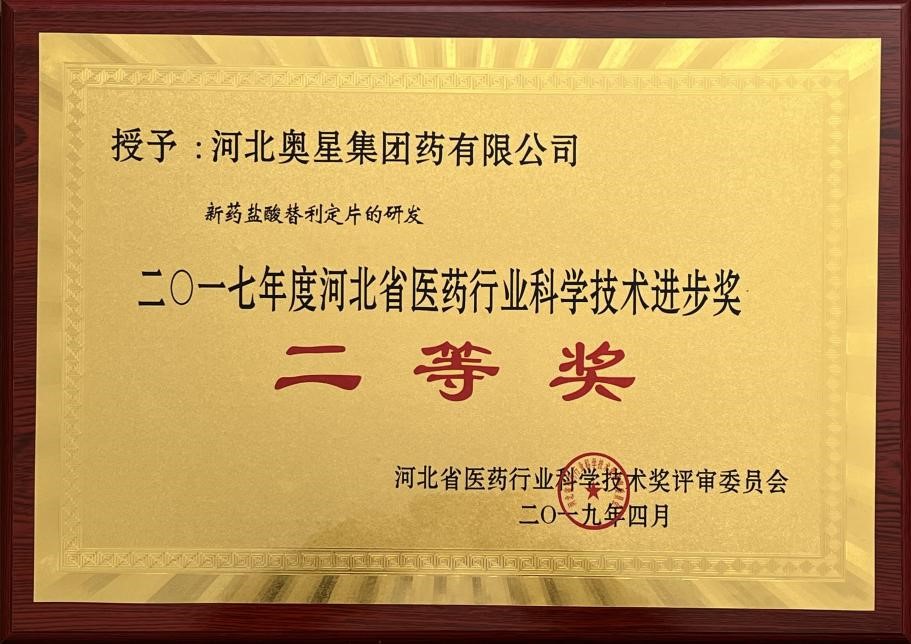 授予：河北奥星集团药有限公司
新药盐酸替利定片的研发
二〇一七年度河北省医药行业科学技术进步奖
二等奖
河北省医药行业科学技术奖评审委员会
二〇一九年四月